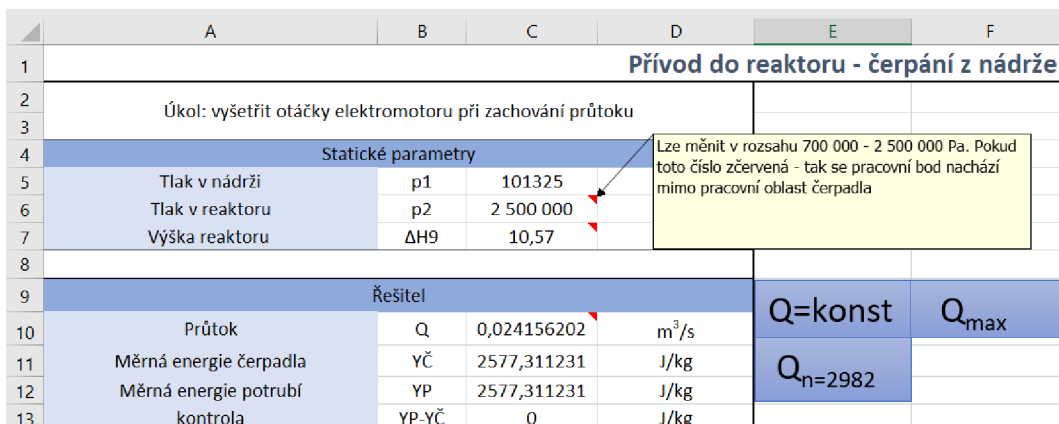 A B C D E F
1 Přívod do reaktoru - čerpání z nádrže
2 Úkol: vyšetřit otáčky elektromotoru při zachování průtoku
3
4 Statické parametry
Lze měnit v rozsahu 700 000 - 2 500 000 Pa. Pokud
toto číslo zčervená - tak se pracovní bod nachází
mimo pracovní oblast čerpadla
5 Tlak v nádrži p1 101325
6 Tlak v reaktoru p2 2 500 000
7 Výška reaktoru ΔH9 10,57
8
9 Řešitel
Q=konst Qmax
10 Průtok Q 0,024156202 m³/s
11 Měrná energie čerpadla YČ 2577,311231 J/kg
Qn=2982
12 Měrná energie potrubí YP 2577,311231 J/kg
13 kontrola YP-YČ 0 J/kg